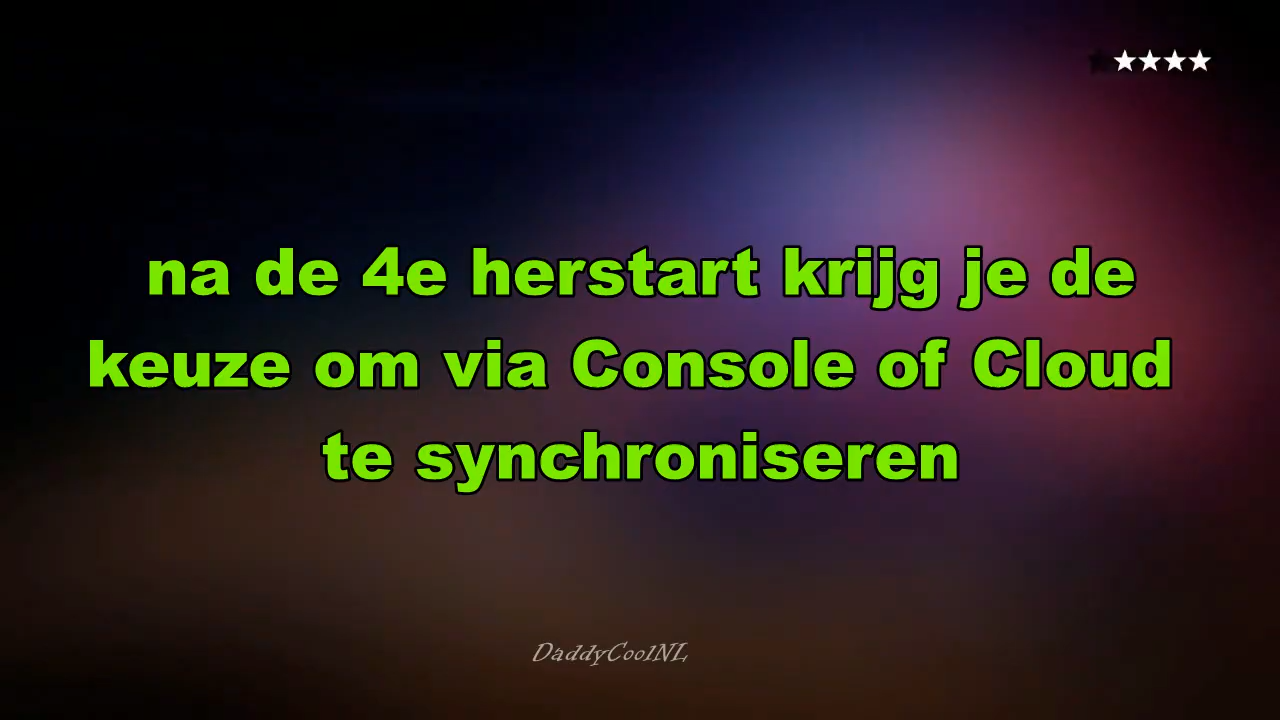 na de 4e herstart krijg je de
keuze om via Console of Cloud
te synchroniseren
DaddyCoolNL